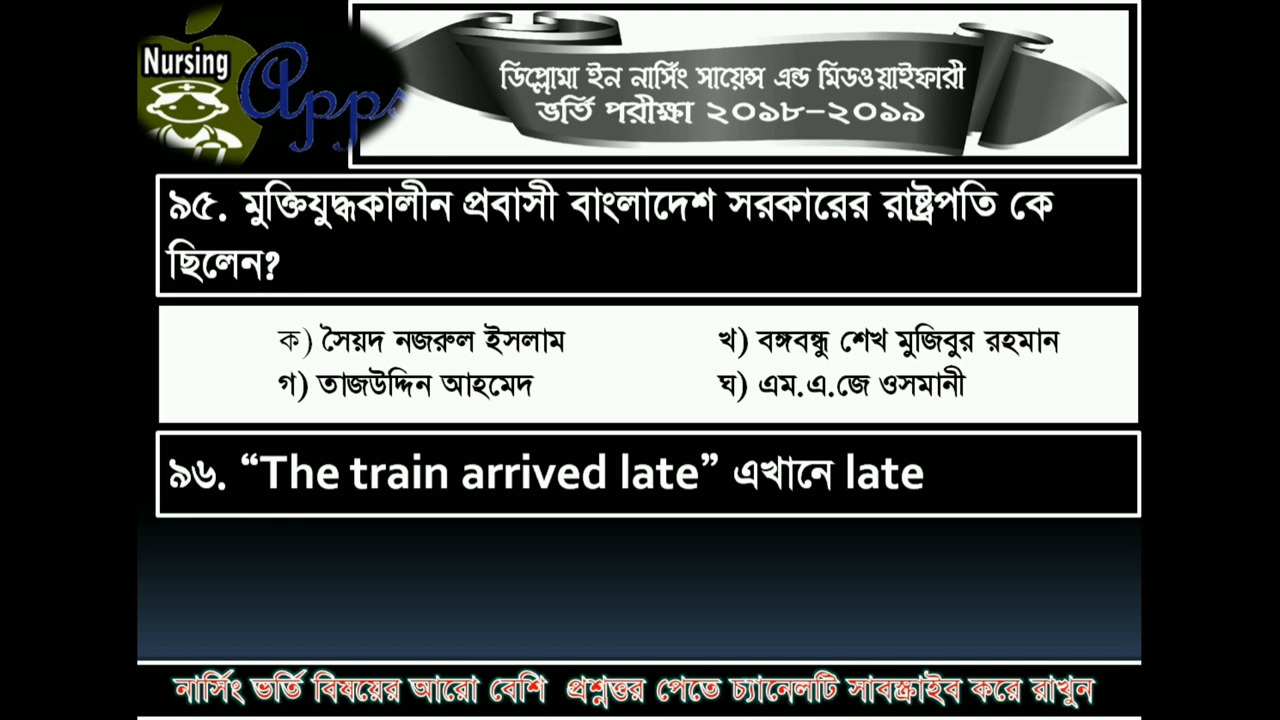 Nursing
Apps
ডিপ্লোমা ইন নার্সিং সায়েন্স এন্ড মিডওয়াইফারী
ভর্তি পরীক্ষা ২০১৮-২০১৯
৯৫. মুক্তিযুদ্ধকালীন প্রবাসী বাংলাদেশ সরকারের রাষ্ট্রপতি কে
ছিলেন?
ক) সৈয়দ নজরুল ইসলাম খ) বঙ্গবন্ধু শেখ মুজিবুর রহমান
গ) তাজউদ্দিন আহমেদ ঘ) এম.এ.জে ওসমানী
৯৬. “The train arrived late” এখানে late
নার্সিং ভর্তি বিষয়ের আরো বেশি প্রশ্নত্তর পেতে চ্যানেলটি সাবস্ক্রাইব করে রাখুন